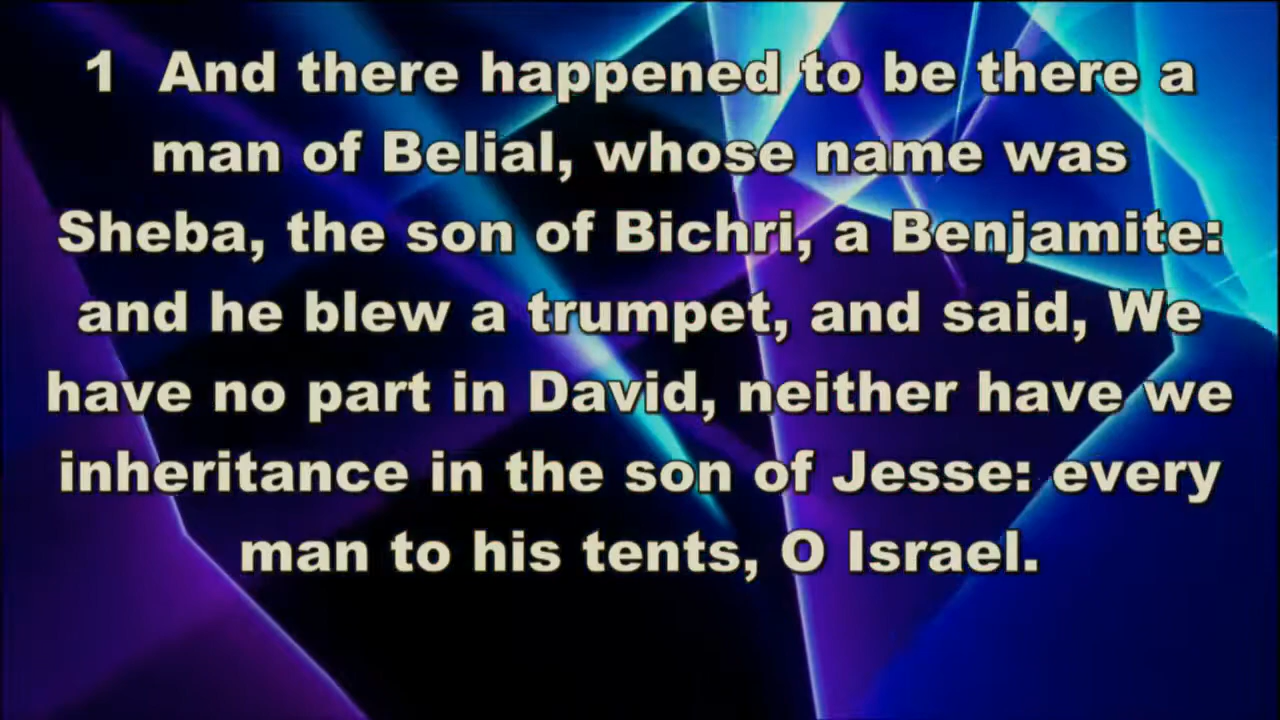 1 And there happened to be there a
man of Belial, whose name was
Sheba, the son of Bichri, a Benjamite:
and he blew a trumpet, and said, We
have no part in David, neither have we
inheritance in the son of Jesse: every
man to his tents, O Israel.